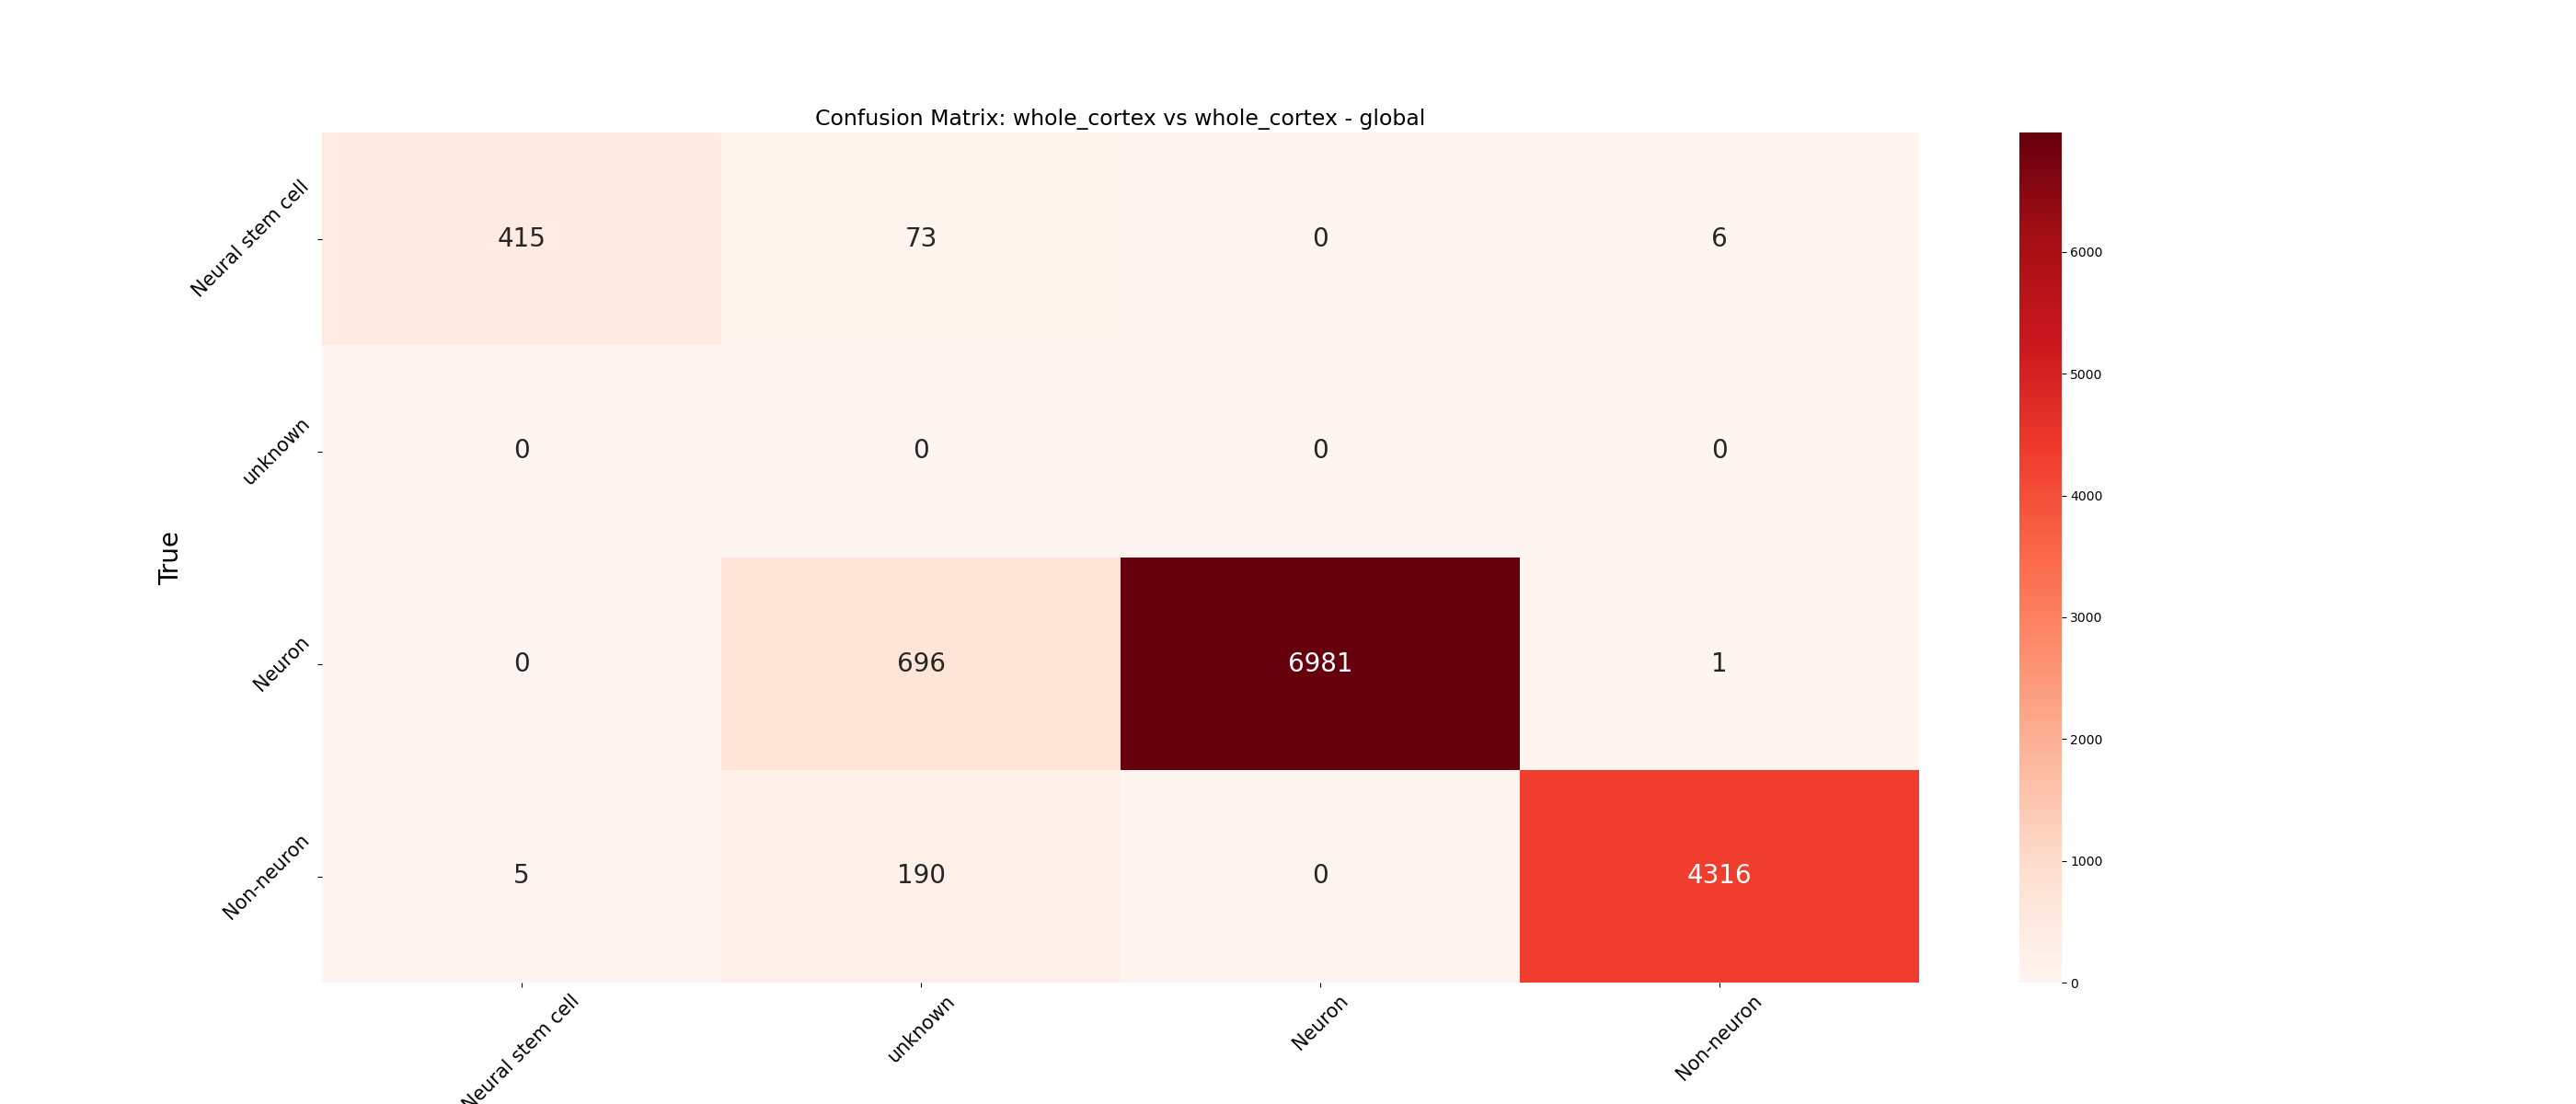 Confusion Matrix: whole_cortex vs whole_cortex - global
Neural stem cell
415 73 0 6
unknown
0 0 0 0
True
Neuron
0 696 6981 1
Non-neuron
5 190 0 4316
Neural stem cell
unknown
Neuron
Non-neuron
6000
5000
4000
3000
2000
1000
0